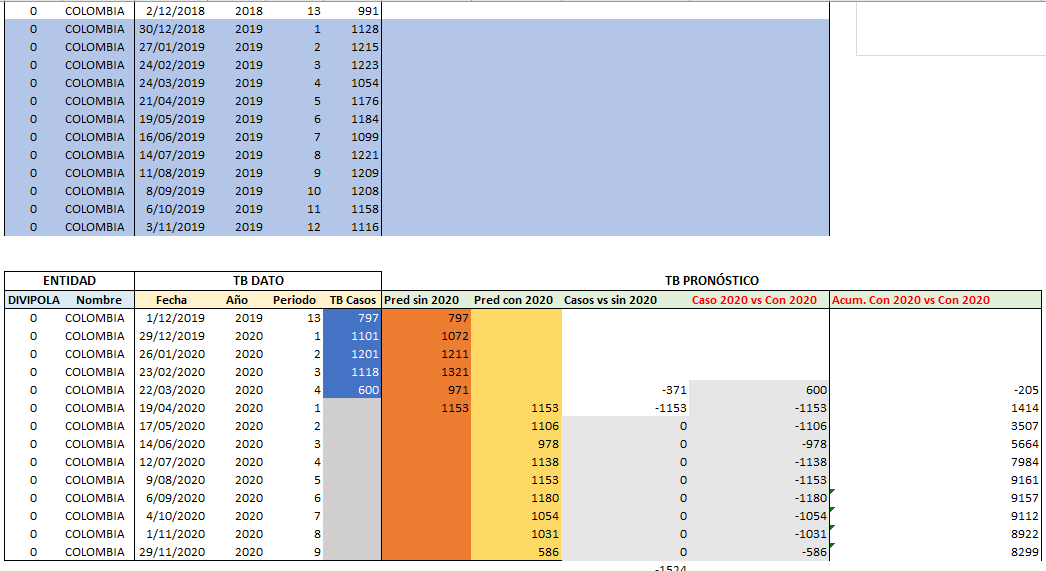 0 COLOMBIA 2/12/2018 2018 13 991
0 COLOMBIA 30/12/2018 2019 1 1128
0 COLOMBIA 27/01/2019 2019 2 1215
0 COLOMBIA 24/02/2019 2019 3 1223
0 COLOMBIA 24/03/2019 2019 4 1054
0 COLOMBIA 21/04/2019 2019 5 1176
0 COLOMBIA 19/05/2019 2019 6 1184
0 COLOMBIA 16/06/2019 2019 7 1099
0 COLOMBIA 14/07/2019 2019 8 1221
0 COLOMBIA 11/08/2019 2019 9 1209
0 COLOMBIA 8/09/2019 2019 10 1208
0 COLOMBIA 6/10/2019 2019 11 1158
0 COLOMBIA 3/11/2019 2019 12 1116
ENTIDAD TB DATO TB PRONÓSTICO
DIVIPOLA Nombre Fecha Año Periodo TB Casos Pred sin 2020 Pred con 2020 Casos vs sin 2020 Caso 2020 vs Con 2020 Acum. Con 2020 vs Con 2020
0 COLOMBIA 1/12/2019 2019 13 797 797
0 COLOMBIA 29/12/2019 2020 1 1101 1072
0 COLOMBIA 26/01/2020 2020 2 1201 1211
0 COLOMBIA 23/02/2020 2020 3 1118 1321
0 COLOMBIA 22/03/2020 2020 4 600 971 -371 600 -205
0 COLOMBIA 19/04/2020 2020 1 1153 1153 -1153 -1153 1414
0 COLOMBIA 17/05/2020 2020 2 1106 0 -1106 3507
0 COLOMBIA 14/06/2020 2020 3 978 0 -978 5664
0 COLOMBIA 12/07/2020 2020 4 1138 0 -1138 7984
0 COLOMBIA 9/08/2020 2020 5 1153 0 -1153 9161
0 COLOMBIA 6/09/2020 2020 6 1180 0 -1180 9157
0 COLOMBIA 4/10/2020 2020 7 1054 0 -1054 9112
0 COLOMBIA 1/11/2020 2020 8 1031 0 -1031 8922
0 COLOMBIA 29/11/2020 2020 9 586 0 -586 8299
-1524